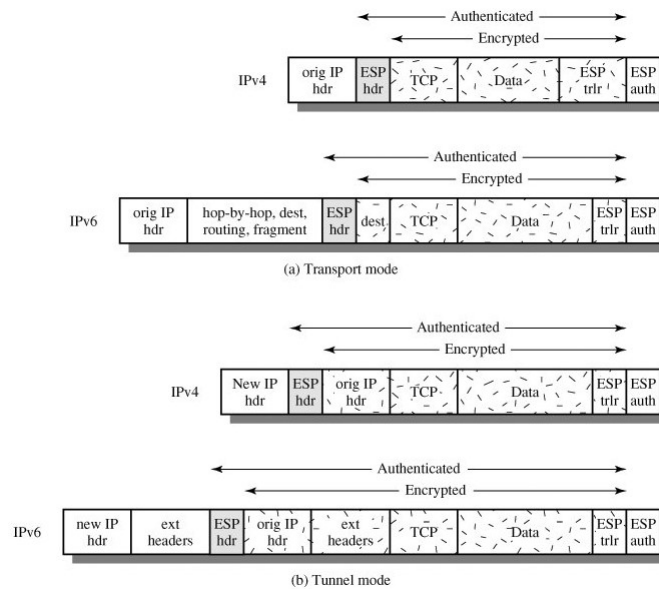 Authenticated
Encrypted
IPv4
orig IP
hdr
ESP
hdr
TCP
Data
ESP
trlr
ESP
auth
Authenticated
Encrypted
IPv6
orig IP
hdr
hop-by-hop, dest,
routing, fragment
ESP
hdr
dest
TCP
Data
ESP
trlr
ESP
auth
(a) Transport mode
Authenticated
Encrypted
IPv4
New IP
hdr
ESP
hdr
orig IP
hdr
TCP
Data
ESP
trlr
ESP
auth
Authenticated
Encrypted
IPv6
new IP
hdr
ext
headers
ESP
hdr
orig IP
hdr
ext
headers
TCP
Data
ESP
trlr
ESP
auth
(b) Tunnel mode